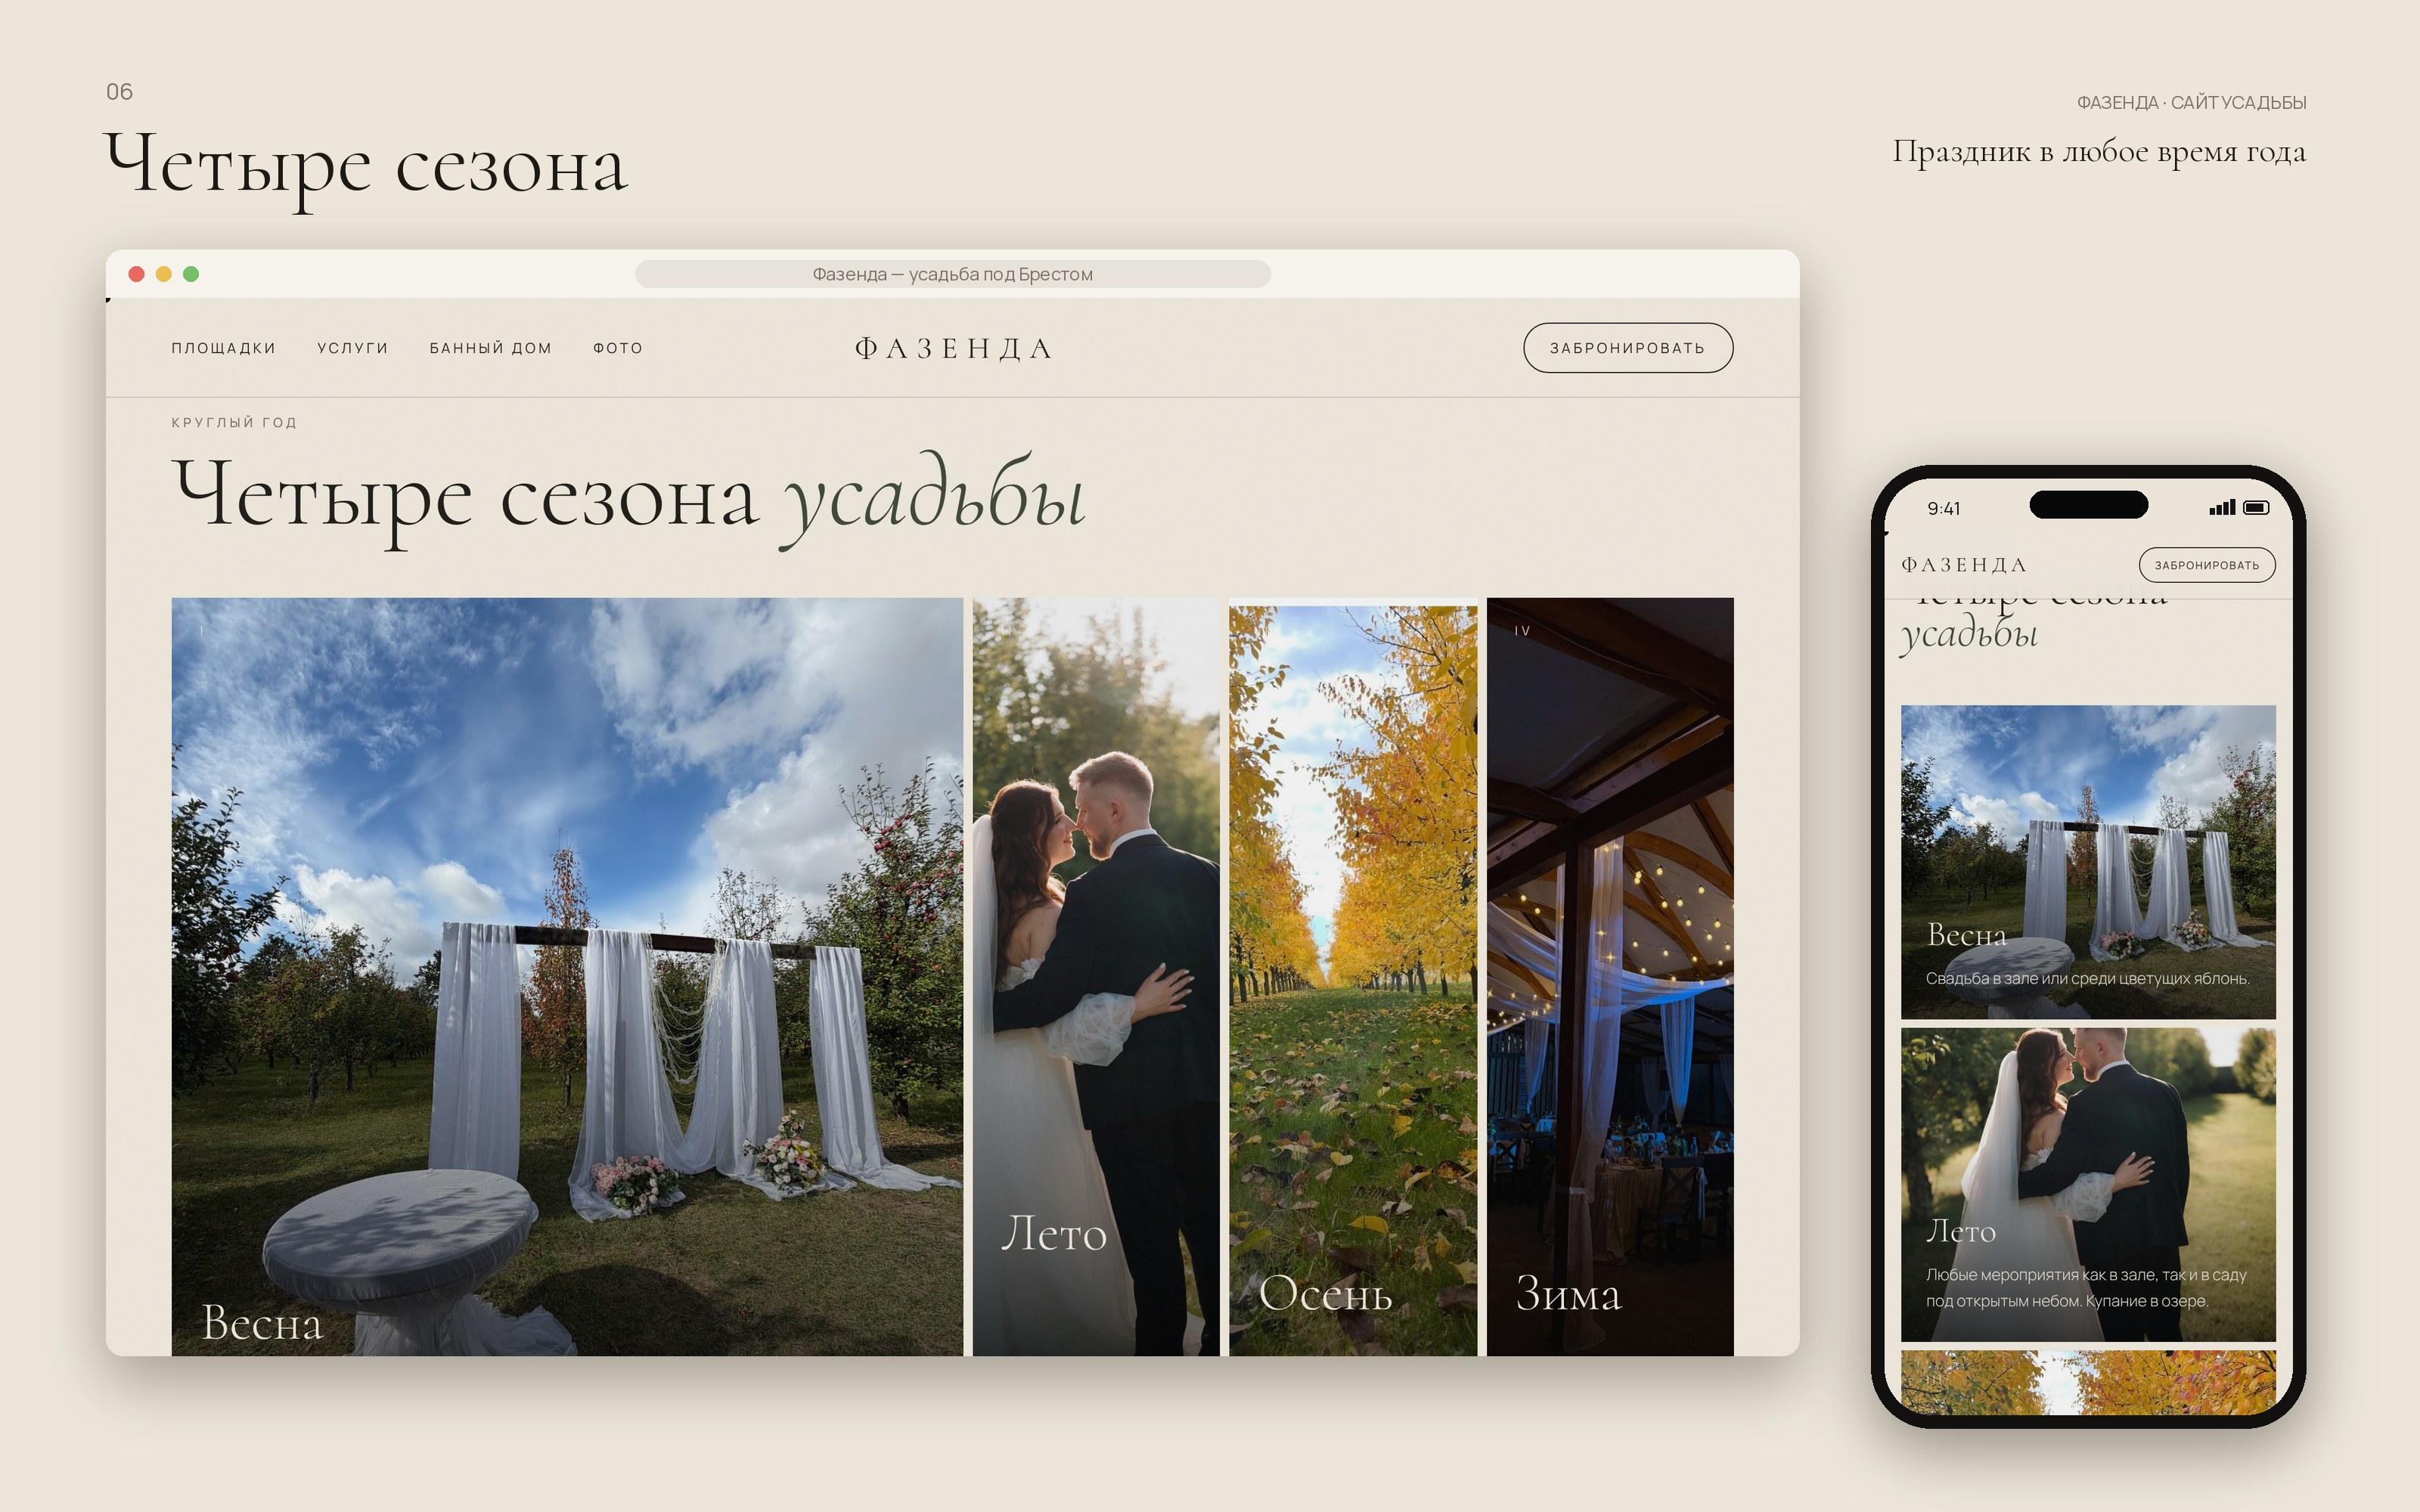 06
Четыре сезона
ФАЗЕНДА · САЙТ УСАДЬБЫ
Праздник в любое время года
Фазенда — усадьба под Брестом
ПЛОЩАДКИ УСЛУГИ БАННЫЙ ДОМ ФОТО
ФАЗЕНДА
ЗАБРОНИРОВАТЬ
КРУГЛЫЙ ГОД
Четыре сезона усадьбы
I
IV
Весна
Лето
Осень
Зима
9:41
ФАЗЕНДА
ЗАБРОНИРОВАТЬ
Четыре сезона
усадьбы
Весна
Свадьба в зале или среди цветущих яблонь.
Лето
Любые мероприятия как в зале, так и в саду
под открытым небом. Купание в озере.